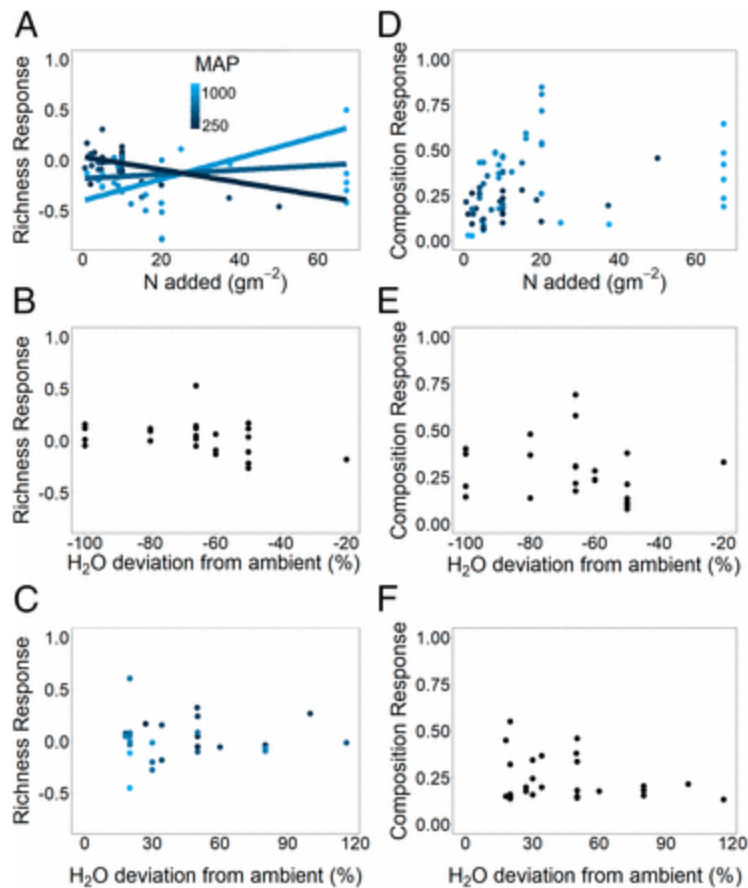 A
Richness Response
1.0
0.5
0.0
-0.5
MAP
1000
250
0 20 40 60
N added (gm⁻²)
D
Composition Response
1.00
0.75
0.50
0.25
0.00
0 20 40 60
N added (gm⁻²)
B
Richness Response
1.0
0.5
0.0
-0.5
-100 -80 -60 -40 -20
H₂O deviation from ambient (%)
E
Composition Response
1.00
0.75
0.50
0.25
0.00
-100 -80 -60 -40 -20
H₂O deviation from ambient (%)
C
Richness Response
1.0
0.5
0.0
-0.5
0 30 60 90 120
H₂O deviation from ambient (%)
F
Composition Response
1.00
0.75
0.50
0.25
0.00
0 30 60 90 120
H₂O deviation from ambient (%)